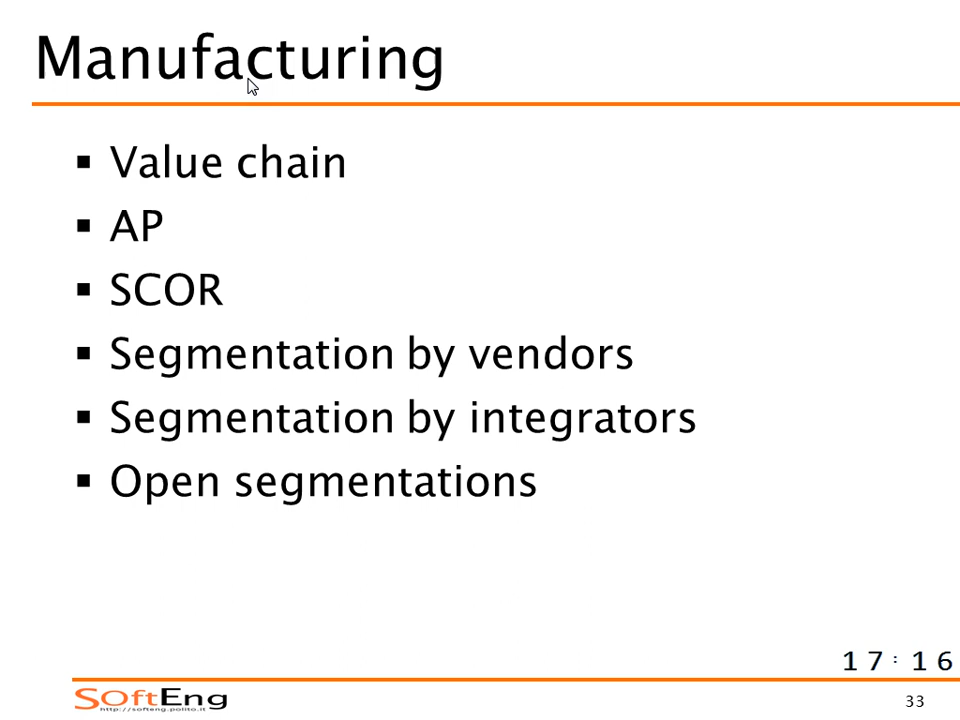 Manufacturing
▪ Value chain
▪ AP
▪ SCOR
▪ Segmentation by vendors
▪ Segmentation by integrators
▪ Open segmentations
17:16
SOftEng
http://softeng.polito.it
33